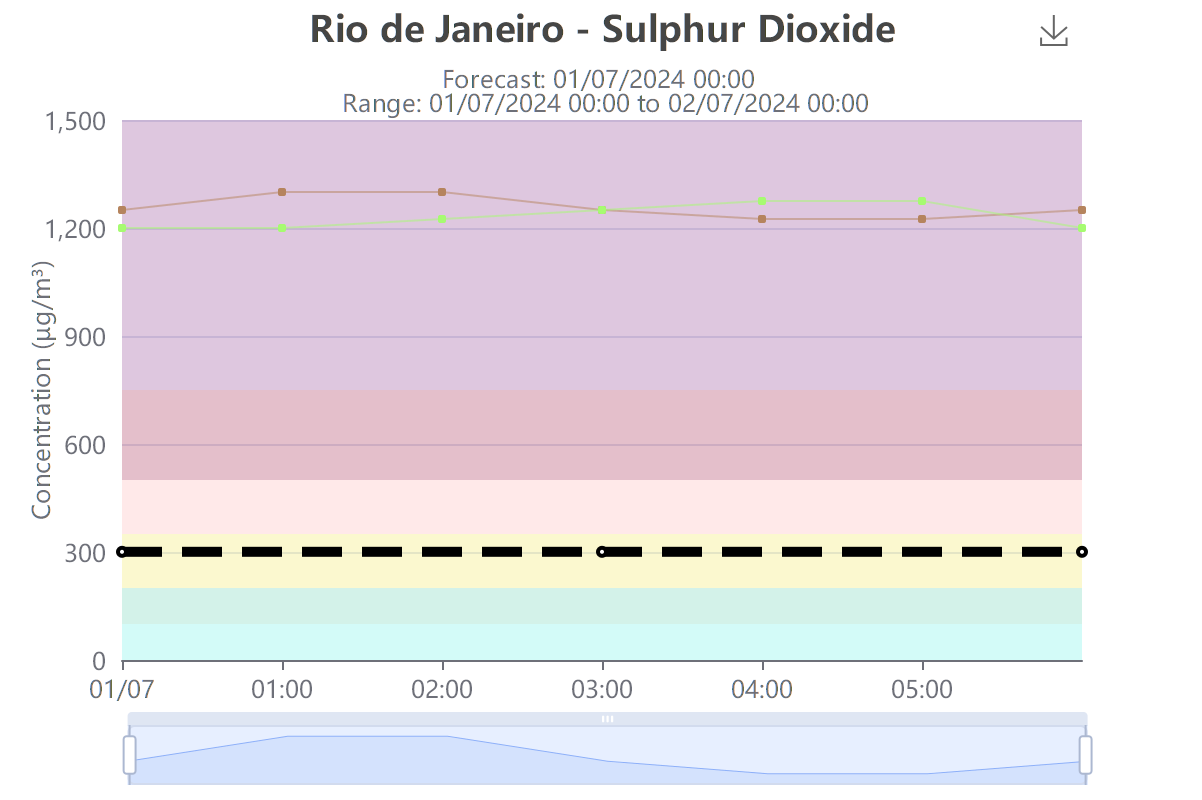 Rio de Janeiro - Sulphur Dioxide
Forecast: 01/07/2024 00:00
Range: 01/07/2024 00:00 to 02/07/2024 00:00
Concentration (µg/m³)
1,500
1,200
900
600
300
0
01/07 01:00 02:00 03:00 04:00 05:00